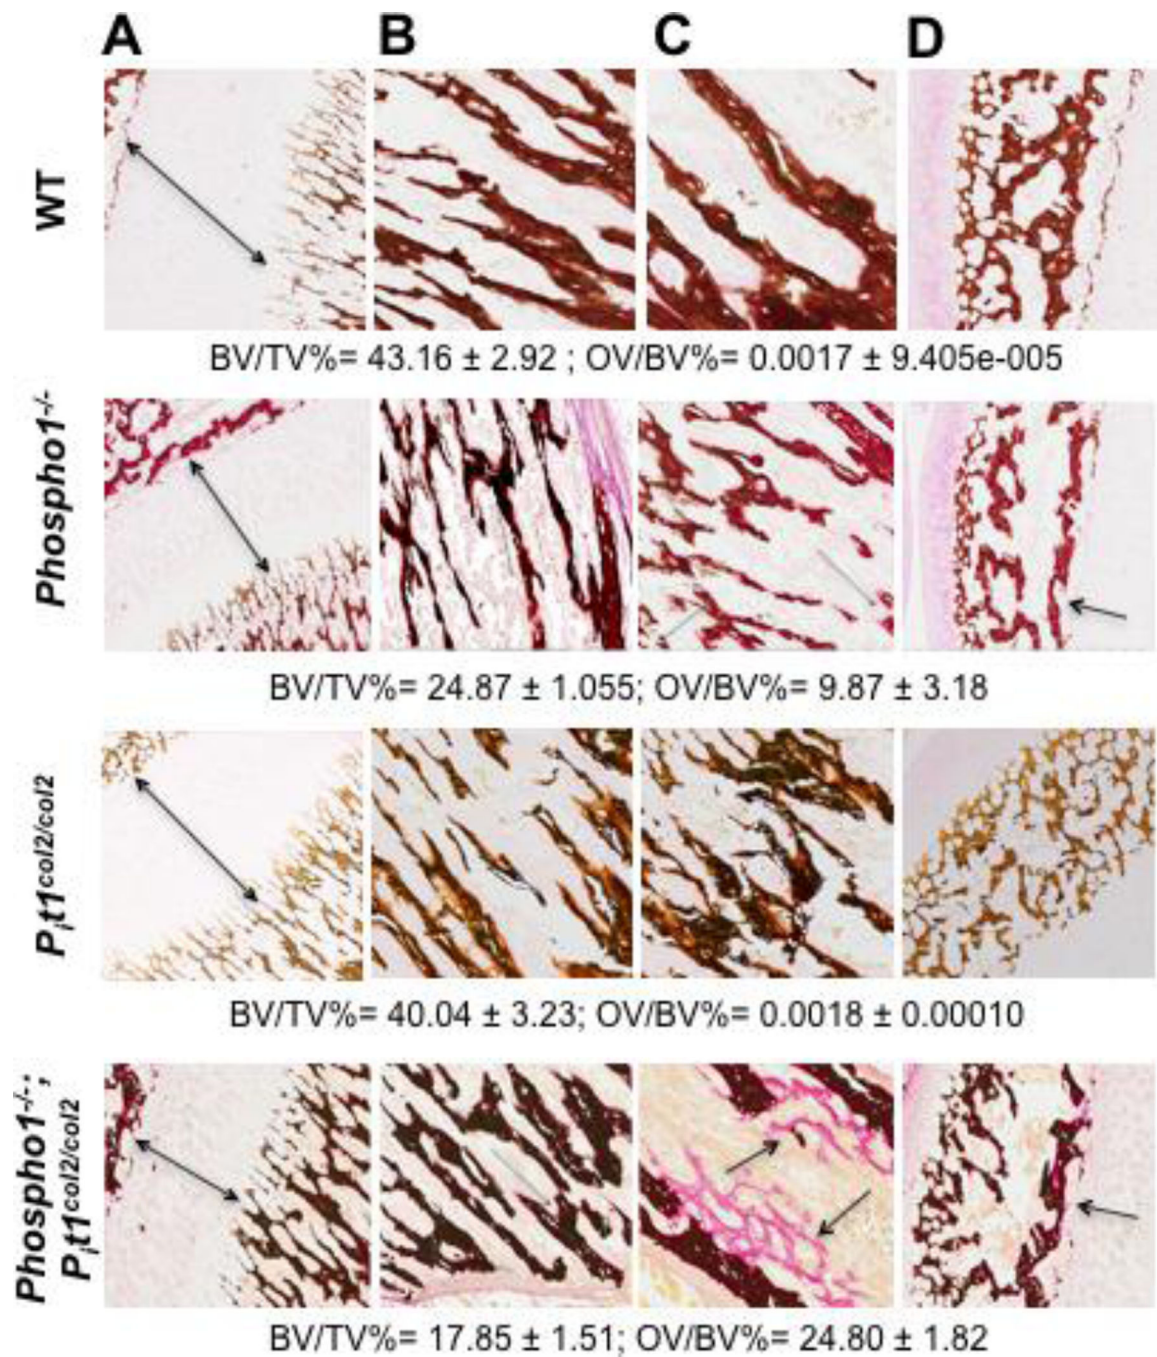 A B C D
WT
BV/TV%= 43.16 ± 2.92 ; OV/BV%= 0.0017 ± 9.405e-005
Phospho1-/-
BV/TV%= 24.87 ± 1.055; OV/BV%= 9.87 ± 3.18
Pit1col2/col2
BV/TV%= 40.04 ± 3.23; OV/BV%= 0.0018 ± 0.00010
Phospho1-/-;
Pit1col2/col2
BV/TV%= 17.85 ± 1.51; OV/BV%= 24.80 ± 1.82